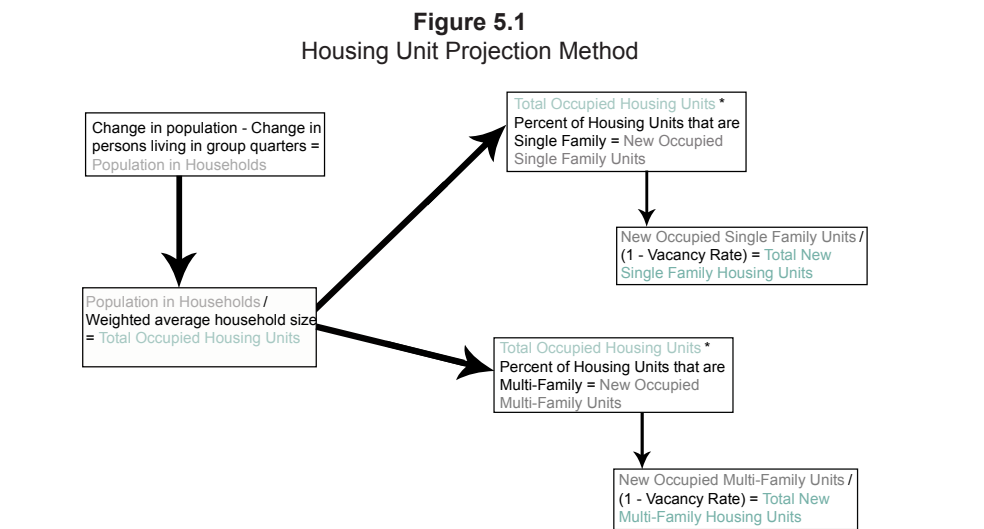 Figure 5.1
Housing Unit Projection Method
Change in population - Change in
persons living in group quarters =
Population in Households
Population in Households /
Weighted average household size
= Total Occupied Housing Units
Total Occupied Housing Units *
Percent of Housing Units that are
Single Family = New Occupied
Single Family Units
New Occupied Single Family Units /
(1 - Vacancy Rate) = Total New
Single Family Housing Units
Total Occupied Housing Units *
Percent of Housing Units that are
Multi-Family = New Occupied
Multi-Family Units
New Occupied Multi-Family Units /
(1 - Vacancy Rate) = Total New
Multi-Family Housing Units